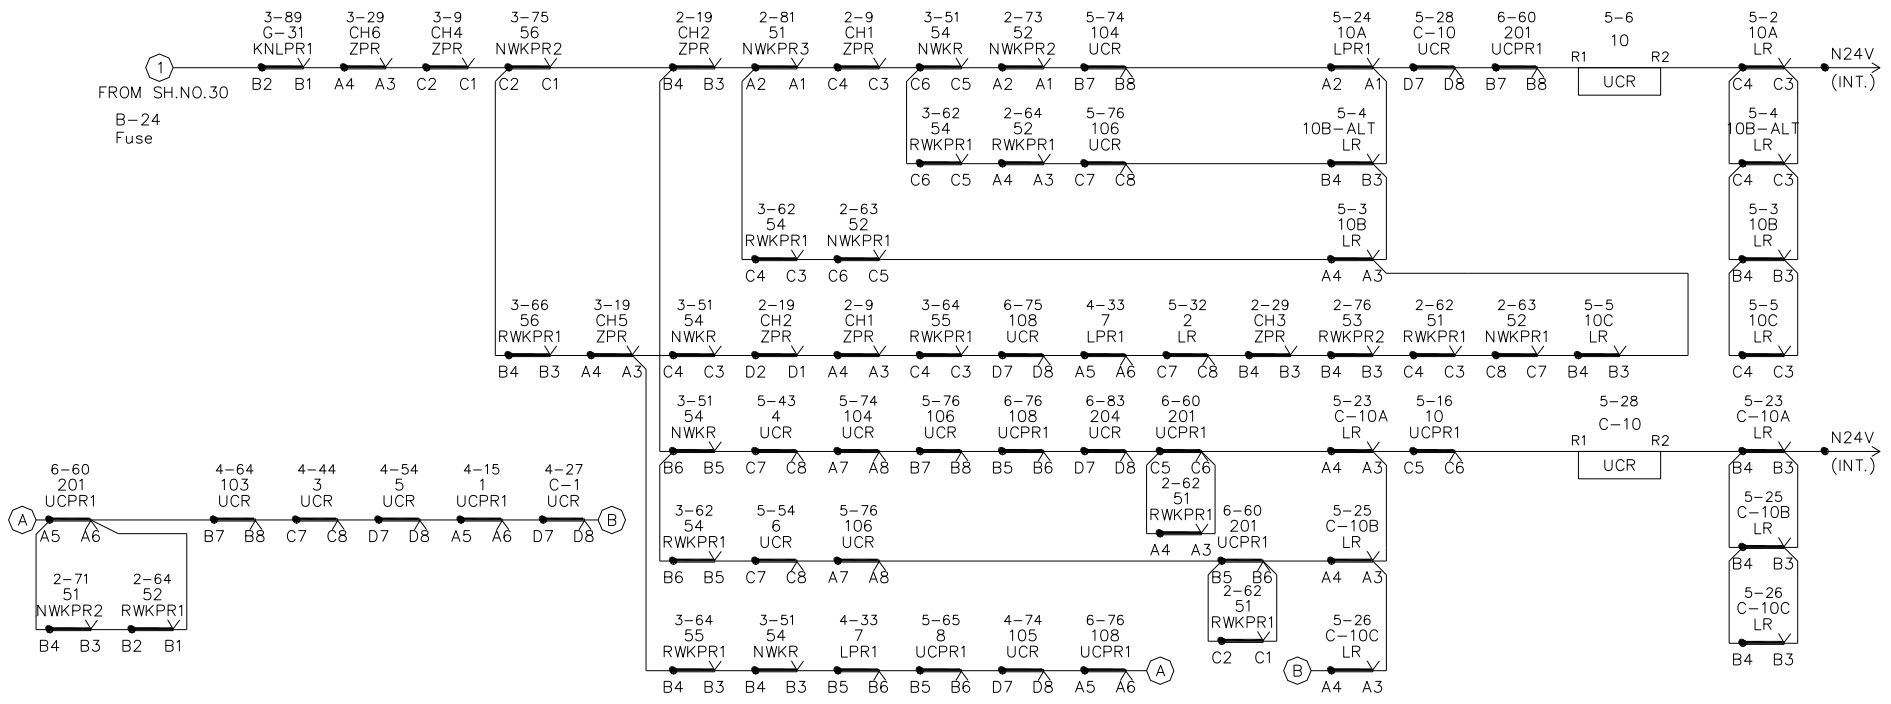 3-89 3-29 3-9 3-75 2-19 2-81 2-9 3-51 2-73 5-74 5-24 5-28 6-60 5-6 5-2
G-31 CH6 CH4 56 CH2 51 CH1 54 52 104 10A C-10 201 10 10A
KNLPR1 ZPR ZPR NWKPR2 ZPR NWKPR3 ZPR NWKR NWKPR2 UCR LPR1 UCR UCPR1 R1 R2 LR N24V
1 UCR (INT.)
B2 B1 A4 A3 C2 C1 C2 C1 B4 B3 A2 A1 C4 C3 C6 C5 A2 A1 B7 B8 A2 A1 D7 D8 B7 B8 C4 C3
FROM SH.NO.30
B-24
Fuse
3-62 2-64 5-76 5-4 5-4
54 52 106 10B-ALT 10B-ALT
RWKPR1 RWKPR1 UCR LR LR
C6 C5 A4 A3 C7 C8 B4 B3 C4 C3
3-62 2-63 5-3 5-3
54 52 10B 10B
RWKPR1 NWKPR1 LR LR
C4 C3 C6 C5 A4 A3 B4 B3
3-66 3-19 3-51 2-19 2-9 3-64 6-75 4-33 5-32 2-29 2-76 2-62 2-63 5-5 5-5
56 CH5 54 CH2 CH1 55 108 7 2 CH3 53 51 52 10C 10C
RWKPR1 ZPR NWKR ZPR ZPR RWKPR1 UCR LPR1 LR ZPR RWKPR2 RWKPR1 NWKPR1 LR LR
B4 B3 A4 A3 C4 C3 D2 D1 A4 A3 C4 C3 D7 D8 A5 A6 C7 C8 B4 B3 B4 B3 C4 C3 C8 C7 B4 B3 C4 C3
3-51 5-43 5-74 5-76 6-76 6-83 6-60 5-23 5-16 5-28 5-23
54 4 104 106 108 204 201 C-10A 10 C-10 C-10A
NWKR UCR UCR UCR UCPR1 UCR UCPR1 LR UCPR1 R1 R2 LR N24V
UCR (INT.)
B6 B5 C7 C8 A7 A8 B7 B8 B5 B6 D7 D8 C5 C6 A4 A3 C5 C6 B4 B3
2-62
51
RWKPR1
A4 A3
6-60 4-64 4-44 4-54 4-15 4-27
201 103 3 5 1 C-1
UCPR1 UCR UCR UCR UCPR1 UCR
A B
A5 A6 B7 B8 C7 C8 D7 D8 A5 A6 D7 D8
3-62 5-54 5-76 6-60 5-25 5-25
54 6 106 201 C-10B C-10B
RWKPR1 UCR UCR UCPR1 LR LR
B6 B5 C7 C8 A7 A8 B5 B6 A4 A3 B4 B3
2-71 2-64
51 52
NWKPR2 RWKPR1
B4 B3 B2 B1
2-62
51
RWKPR1
C2 C1
3-64 3-51 4-33 5-65 4-74 6-76 5-26 5-26
55 54 7 8 105 108 C-10C C-10C
RWKPR1 NWKR LPR1 UCPR1 UCR UCPR1 LR LR
A B
B4 B3 B4 B3 B5 B6 B5 B6 D7 D8 A5 A6 A4 A3 B4 B3